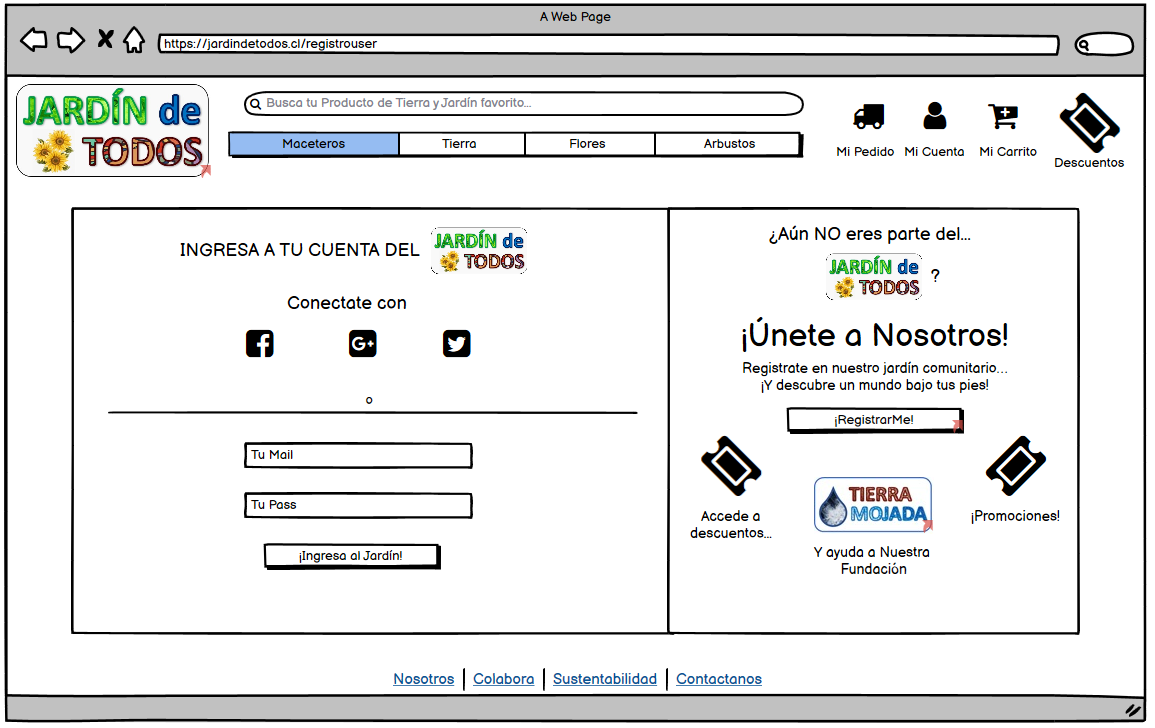 A Web Page
https://jardindetodos.cl/registrouser
JARDÍN de
TODOS
Busca tu Producto de Tierra y Jardín favorito...
Maceteros Tierra Flores Arbustos
Mi Pedido Mi Cuenta Mi Carrito Descuentos
INGRESA A TU CUENTA DEL
JARDÍN de
TODOS
Conectate con
G+
o
Tu Mail
Tu Pass
¡Ingresa al Jardín!
¿Aún NO eres parte del...
JARDÍN de
TODOS
?
¡Únete a Nosotros!
Registrate en nuestro jardín comunitario...
¡Y descubre un mundo bajo tus pies!
¡RegistrarMe!
Accede a
descuentos...
TIERRA
MOJADA
Y ayuda a Nuestra
Fundación
¡Promociones!
Nosotros Colabora Sustentabilidad Contactanos